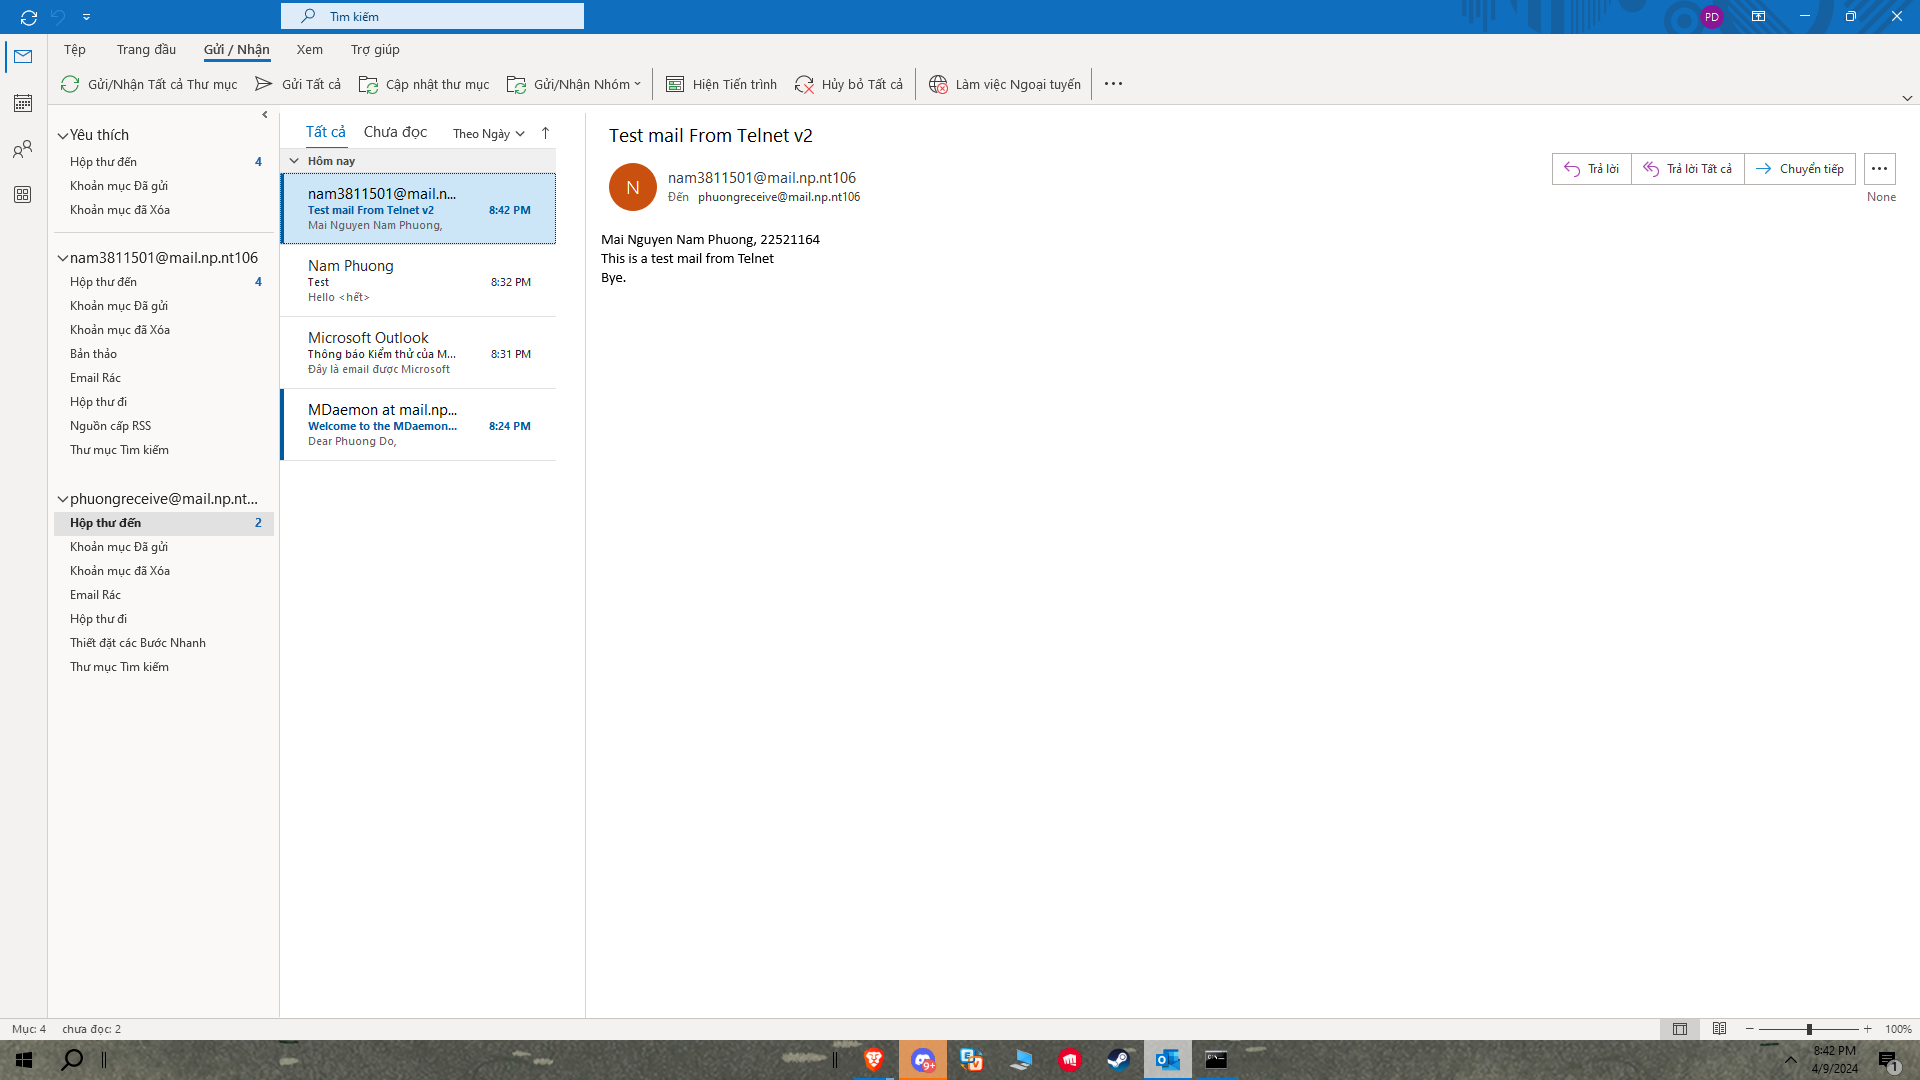 Tìm kiếm
PD
Tệp
Trang đầu
Gửi / Nhận
Xem
Trợ giúp
Gửi/Nhận Tất cả Thư mục
Gửi Tất cả
Cập nhật thư mục
Gửi/Nhận Nhóm
Hiện Tiến trình
Hủy bỏ Tất cả
Làm việc Ngoại tuyến
Yêu thích
Hộp thư đến 4
Khoản mục Đã gửi
Khoản mục đã Xóa
nam3811501@mail.np.nt106
Hộp thư đến 4
Khoản mục Đã gửi
Khoản mục đã Xóa
Bản thảo
Email Rác
Hộp thư đi
Nguồn cấp RSS
Thư mục Tìm kiếm
phuongreceive@mail.np.nt...
Hộp thư đến 2
Khoản mục Đã gửi
Khoản mục đã Xóa
Email Rác
Hộp thư đi
Thiết đặt các Bước Nhanh
Thư mục Tìm kiếm
Tất cả
Chưa đọc
Theo Ngày
Hôm nay
nam3811501@mail.n...
Test mail From Telnet v2 8:42 PM
Mai Nguyen Nam Phuong,
Nam Phuong
Test 8:32 PM
Hello <hết>
Microsoft Outlook
Thông báo Kiểm thử của M... 8:31 PM
Đây là email được Microsoft
MDaemon at mail.np...
Welcome to the MDaemon... 8:24 PM
Dear Phuong Do,
Test mail From Telnet v2
N
nam3811501@mail.np.nt106
Đến phuongreceive@mail.np.nt106
Trả lời
Trả lời Tất cả
Chuyển tiếp
None
Mai Nguyen Nam Phuong, 22521164
This is a test mail from Telnet
Bye.
Mục: 4
chưa đọc: 2
100%
9+
8:42 PM
4/9/2024
1